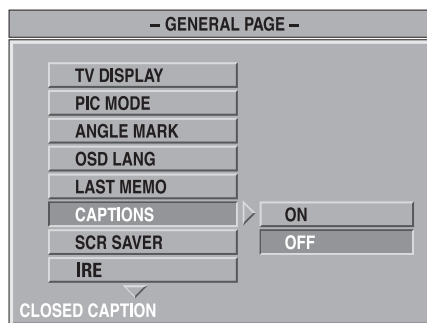 – GENERAL PAGE –
TV DISPLAY
PIC MODE
ANGLE MARK
OSD LANG
LAST MEMO
CAPTIONS
ON
SCR SAVER
OFF
IRE
CLOSED CAPTION